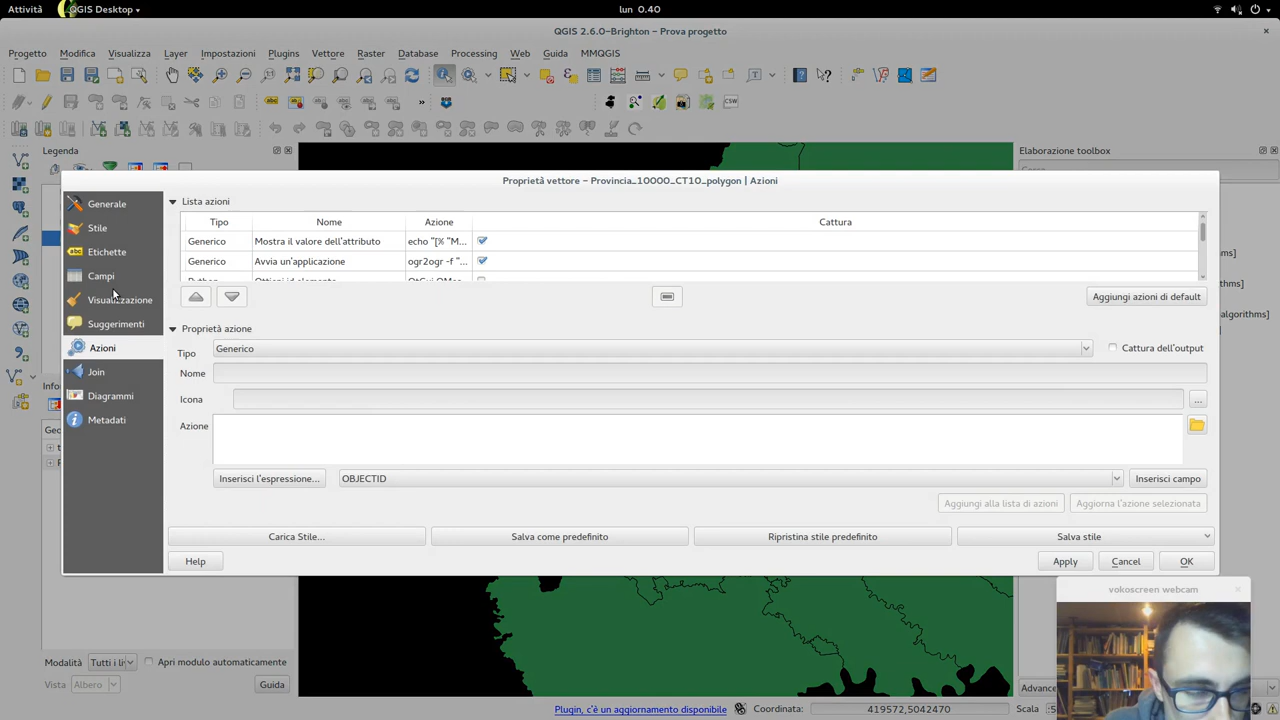 Attività QGIS Desktop lun 0.40
QGIS 2.6.0-Brighton – Prova progetto
Progetto Modifica Visualizza Layer Impostazioni Plugins Vettore Raster Database Processing Web Guida MMQGIS
abc abc CSW
Legenda Elaborazione toolbox
Proprietà vettore – Provincia_10000_CT10_polygon | Azioni
Generale
Stile
Etichette
Campi
Visualizzazione
Suggerimenti
Azioni
Join
Diagrammi
Metadati
Lista azioni
Tipo Nome Azione Cattura
Generico Mostra il valore dell'attributo echo "[% "M...
Generico Avvia un'applicazione ogr2ogr -f "...
Aggiungi azioni di default
Proprietà azione
Tipo Generico Cattura dell'output
Nome
Icona ...
Azione
Inserisci l'espressione... OBJECTID Inserisci campo
Aggiungi alla lista di azioni Aggiorna l'azione selezionata
Carica Stile... Salva come predefinito Ripristina stile predefinito Salva stile
Help Apply Cancel OK
algorithms]
vokoscreen webcam
Modalità Tutti i li Apri modulo automaticamente
Vista Albero Guida
Plugin, c'è un aggiornamento disponibile Coordinata: 419572,5042470 Scala